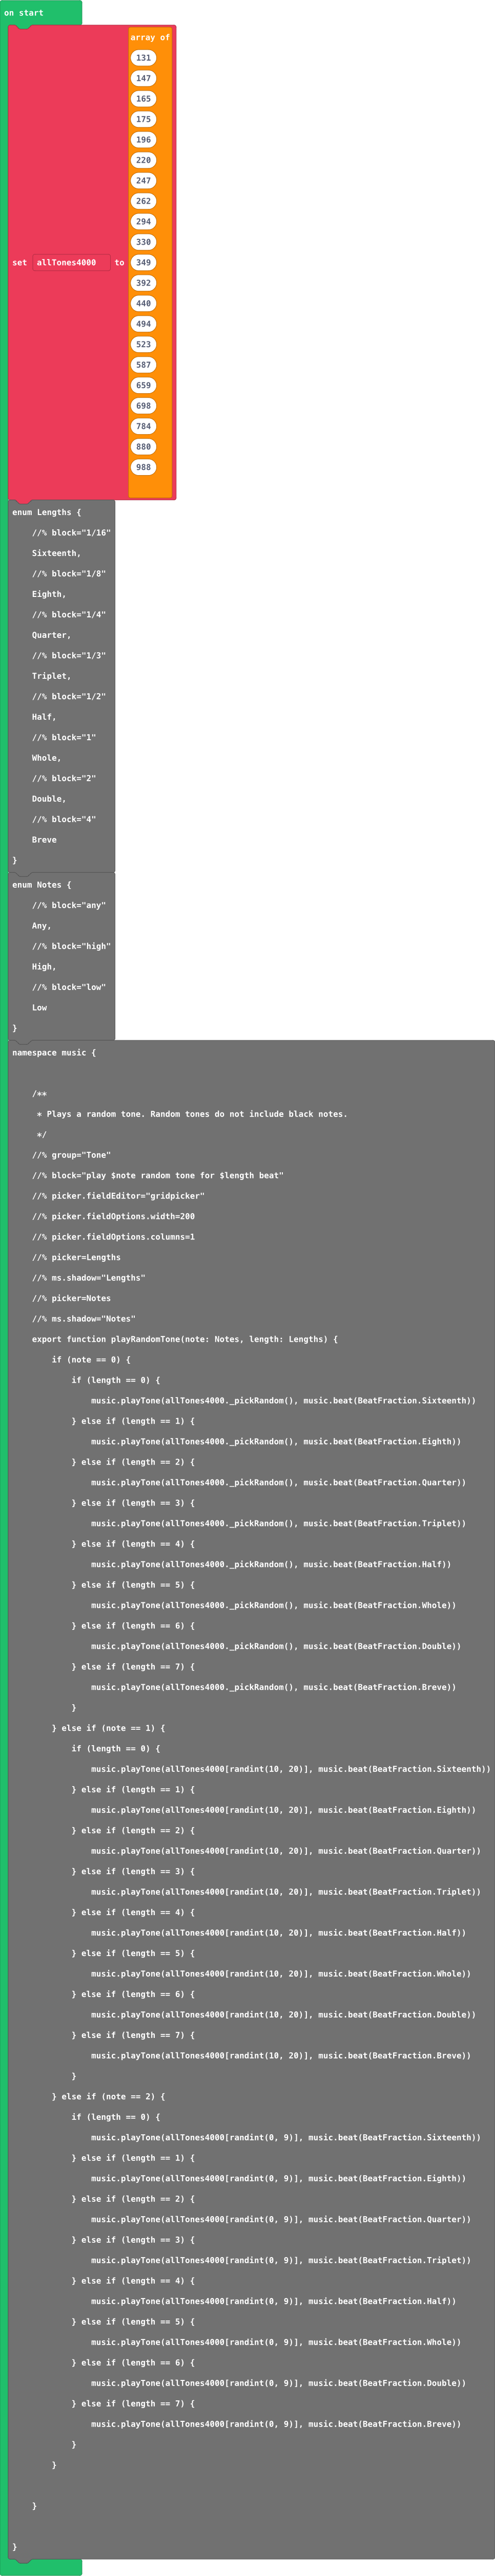 on start
array of
131
147
165
175
196
220
247
262
294
330
set allTones4000 to 349
392
440
494
523
587
659
698
784
880
988
enum Lengths {
    //% block="1/16"
    Sixteenth,
    //% block="1/8"
    Eighth,
    //% block="1/4"
    Quarter,
    //% block="1/3"
    Triplet,
    //% block="1/2"
    Half,
    //% block="1"
    Whole,
    //% block="2"
    Double,
    //% block="4"
    Breve
}
enum Notes {
    //% block="any"
    Any,
    //% block="high"
    High,
    //% block="low"
    Low
}
namespace music {
    /**
     * Plays a random tone. Random tones do not include black notes.
     */
    //% group="Tone"
    //% block="play $note random tone for $length beat"
    //% picker.fieldEditor="gridpicker"
    //% picker.fieldOptions.width=200
    //% picker.fieldOptions.columns=1
    //% picker=Lengths
    //% ms.shadow="Lengths"
    //% picker=Notes
    //% ms.shadow="Notes"
    export function playRandomTone(note: Notes, length: Lengths) {
        if (note == 0) {
            if (length == 0) {
                music.playTone(allTones4000._pickRandom(), music.beat(BeatFraction.Sixteenth))
            } else if (length == 1) {
                music.playTone(allTones4000._pickRandom(), music.beat(BeatFraction.Eighth))
            } else if (length == 2) {
                music.playTone(allTones4000._pickRandom(), music.beat(BeatFraction.Quarter))
            } else if (length == 3) {
                music.playTone(allTones4000._pickRandom(), music.beat(BeatFraction.Triplet))
            } else if (length == 4) {
                music.playTone(allTones4000._pickRandom(), music.beat(BeatFraction.Half))
            } else if (length == 5) {
                music.playTone(allTones4000._pickRandom(), music.beat(BeatFraction.Whole))
            } else if (length == 6) {
                music.playTone(allTones4000._pickRandom(), music.beat(BeatFraction.Double))
            } else if (length == 7) {
                music.playTone(allTones4000._pickRandom(), music.beat(BeatFraction.Breve))
            }
        } else if (note == 1) {
            if (length == 0) {
                music.playTone(allTones4000[randint(10, 20)], music.beat(BeatFraction.Sixteenth))
            } else if (length == 1) {
                music.playTone(allTones4000[randint(10, 20)], music.beat(BeatFraction.Eighth))
            } else if (length == 2) {
                music.playTone(allTones4000[randint(10, 20)], music.beat(BeatFraction.Quarter))
            } else if (length == 3) {
                music.playTone(allTones4000[randint(10, 20)], music.beat(BeatFraction.Triplet))
            } else if (length == 4) {
                music.playTone(allTones4000[randint(10, 20)], music.beat(BeatFraction.Half))
            } else if (length == 5) {
                music.playTone(allTones4000[randint(10, 20)], music.beat(BeatFraction.Whole))
            } else if (length == 6) {
                music.playTone(allTones4000[randint(10, 20)], music.beat(BeatFraction.Double))
            } else if (length == 7) {
                music.playTone(allTones4000[randint(10, 20)], music.beat(BeatFraction.Breve))
            }
        } else if (note == 2) {
            if (length == 0) {
                music.playTone(allTones4000[randint(0, 9)], music.beat(BeatFraction.Sixteenth))
            } else if (length == 1) {
                music.playTone(allTones4000[randint(0, 9)], music.beat(BeatFraction.Eighth))
            } else if (length == 2) {
                music.playTone(allTones4000[randint(0, 9)], music.beat(BeatFraction.Quarter))
            } else if (length == 3) {
                music.playTone(allTones4000[randint(0, 9)], music.beat(BeatFraction.Triplet))
            } else if (length == 4) {
                music.playTone(allTones4000[randint(0, 9)], music.beat(BeatFraction.Half))
            } else if (length == 5) {
                music.playTone(allTones4000[randint(0, 9)], music.beat(BeatFraction.Whole))
            } else if (length == 6) {
                music.playTone(allTones4000[randint(0, 9)], music.beat(BeatFraction.Double))
            } else if (length == 7) {
                music.playTone(allTones4000[randint(0, 9)], music.beat(BeatFraction.Breve))
            }
        }
    }
}